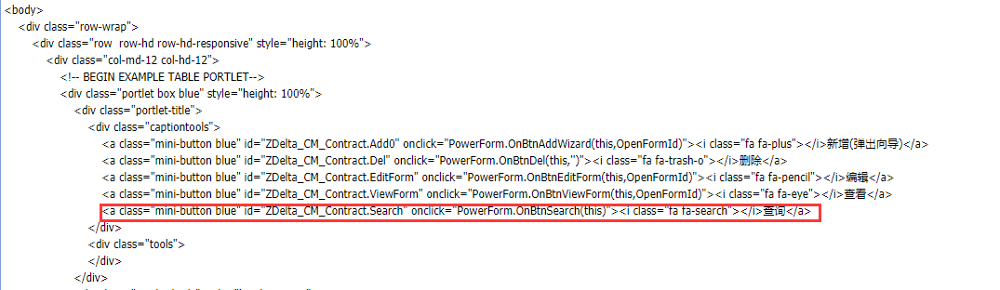 <body>
<div class="row-wrap">
<div class="row  row-hd row-hd-responsive" style="height: 100%">
<div class="col-md-12 col-hd-12">
<!-- BEGIN EXAMPLE TABLE PORTLET-->
<div class="portlet box blue" style="height: 100%">
<div class="portlet-title">
<div class="captiontools">
<a class="mini-button blue" id="ZDelta_CM_Contract.Add0" onclick="PowerForm.OnBtnAddWizard(this,OpenFormId)"><i class="fa fa-plus"></i>新增(弹出向导)</a>
<a class="mini-button blue" id="ZDelta_CM_Contract.Del" onclick="PowerForm.OnBtnDel(this,'')"><i class="fa fa-trash-o"></i>删除</a>
<a class="mini-button blue" id="ZDelta_CM_Contract.EditForm" onclick="PowerForm.OnBtnEditForm(this,OpenFormId)"><i class="fa fa-pencil"></i>编辑</a>
<a class="mini-button blue" id="ZDelta_CM_Contract.ViewForm" onclick="PowerForm.OnBtnViewForm(this,OpenFormId)"><i class="fa fa-eye"></i>查看</a>
<a class="mini-button blue" id="ZDelta_CM_Contract.Search" onclick="PowerForm.OnBtnSearch(this)"><i class="fa fa-search"></i>查询</a>
</div>
<div class="tools">
</div>
</div>